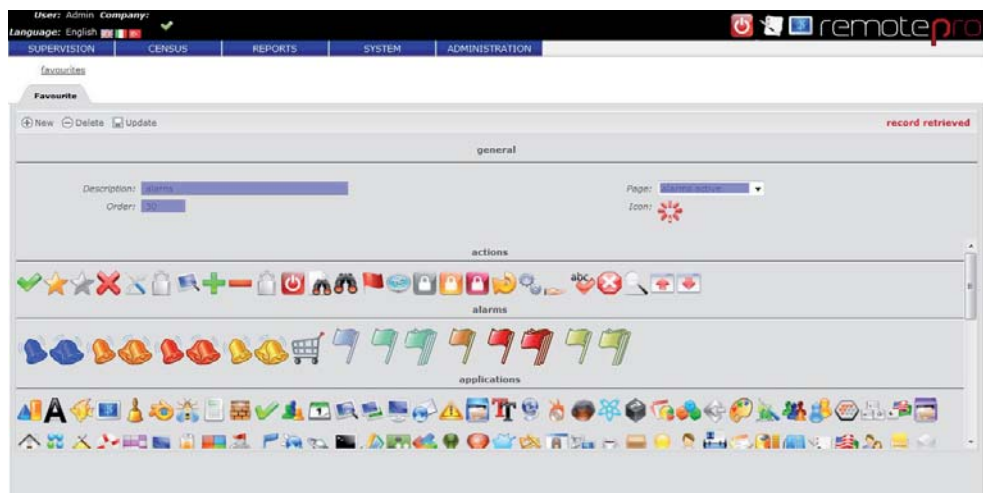 User: Admin Company:
Language: English
remotepro
SUPERVISION CENSUS REPORTS SYSTEM ADMINISTRATION
favourites
Favourite
New Delete Update record retrieved
general
Description: alarms Page: alarms active
Order: 30 Icon:
actions
abc
alarms
applications